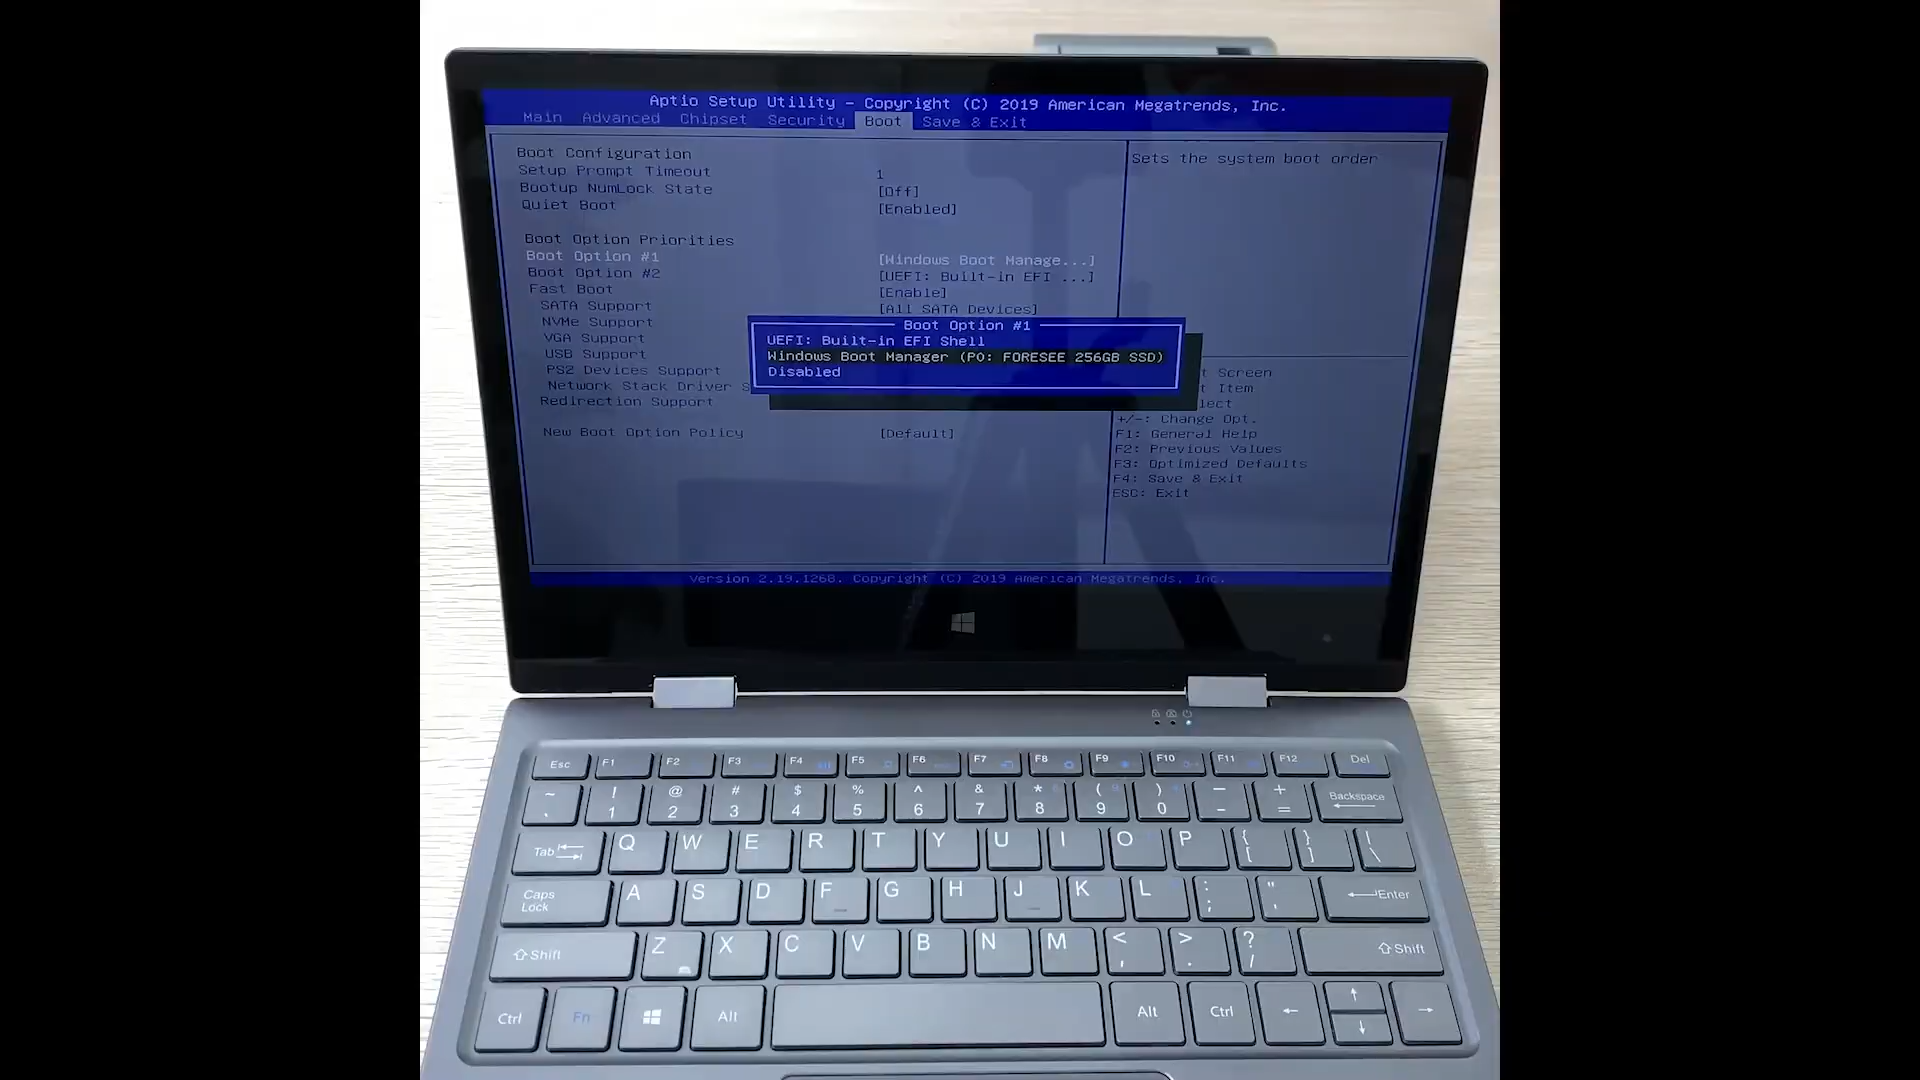 Aptio Setup Utility – Copyright (C) 2019 American Megatrends, Inc.
Main Advanced Chipset Security Boot Save & Exit
Boot Configuration
Setup Prompt Timeout 1
Bootup NumLock State [Off]
Quiet Boot [Enabled]
Boot Option Priorities
Boot Option #1 [Windows Boot Manage...]
Boot Option #2 [UEFI: Built-in EFI ...]
Fast Boot [Enable]
SATA Support [All SATA Devices]
NVMe Support
VGA Support
USB Support
PS2 Devices Support
Network Stack Driver S
Redirection Support
New Boot Option Policy [Default]
Boot Option #1
UEFI: Built-in EFI Shell
Windows Boot Manager (P0: FORESEE 256GB SSD)
Disabled
Sets the system boot order
t Screen
t Item
lect
+/-: Change Opt.
F1: General Help
F2: Previous Values
F3: Optimized Defaults
F4: Save & Exit
ESC: Exit
Version 2.19.1268. Copyright (C) 2019 American Megatrends, Inc.
Esc F1 F2 F3 F4 F5 F6 F7 F8 F9 F10 F11 F12 Del
~ ! @ # $ % ^ & * ( ) _ + Backspace
` 1 2 3 4 5 6 7 8 9 0 - =
Tab Q W E R T Y U I O P { [ } ] | \
Caps Lock A S D F G H J K L : ; " ' Enter
Shift Z X C V B N M < , > . ? / Shift
Ctrl Fn Alt Alt Ctrl ← ↑ ↓ →